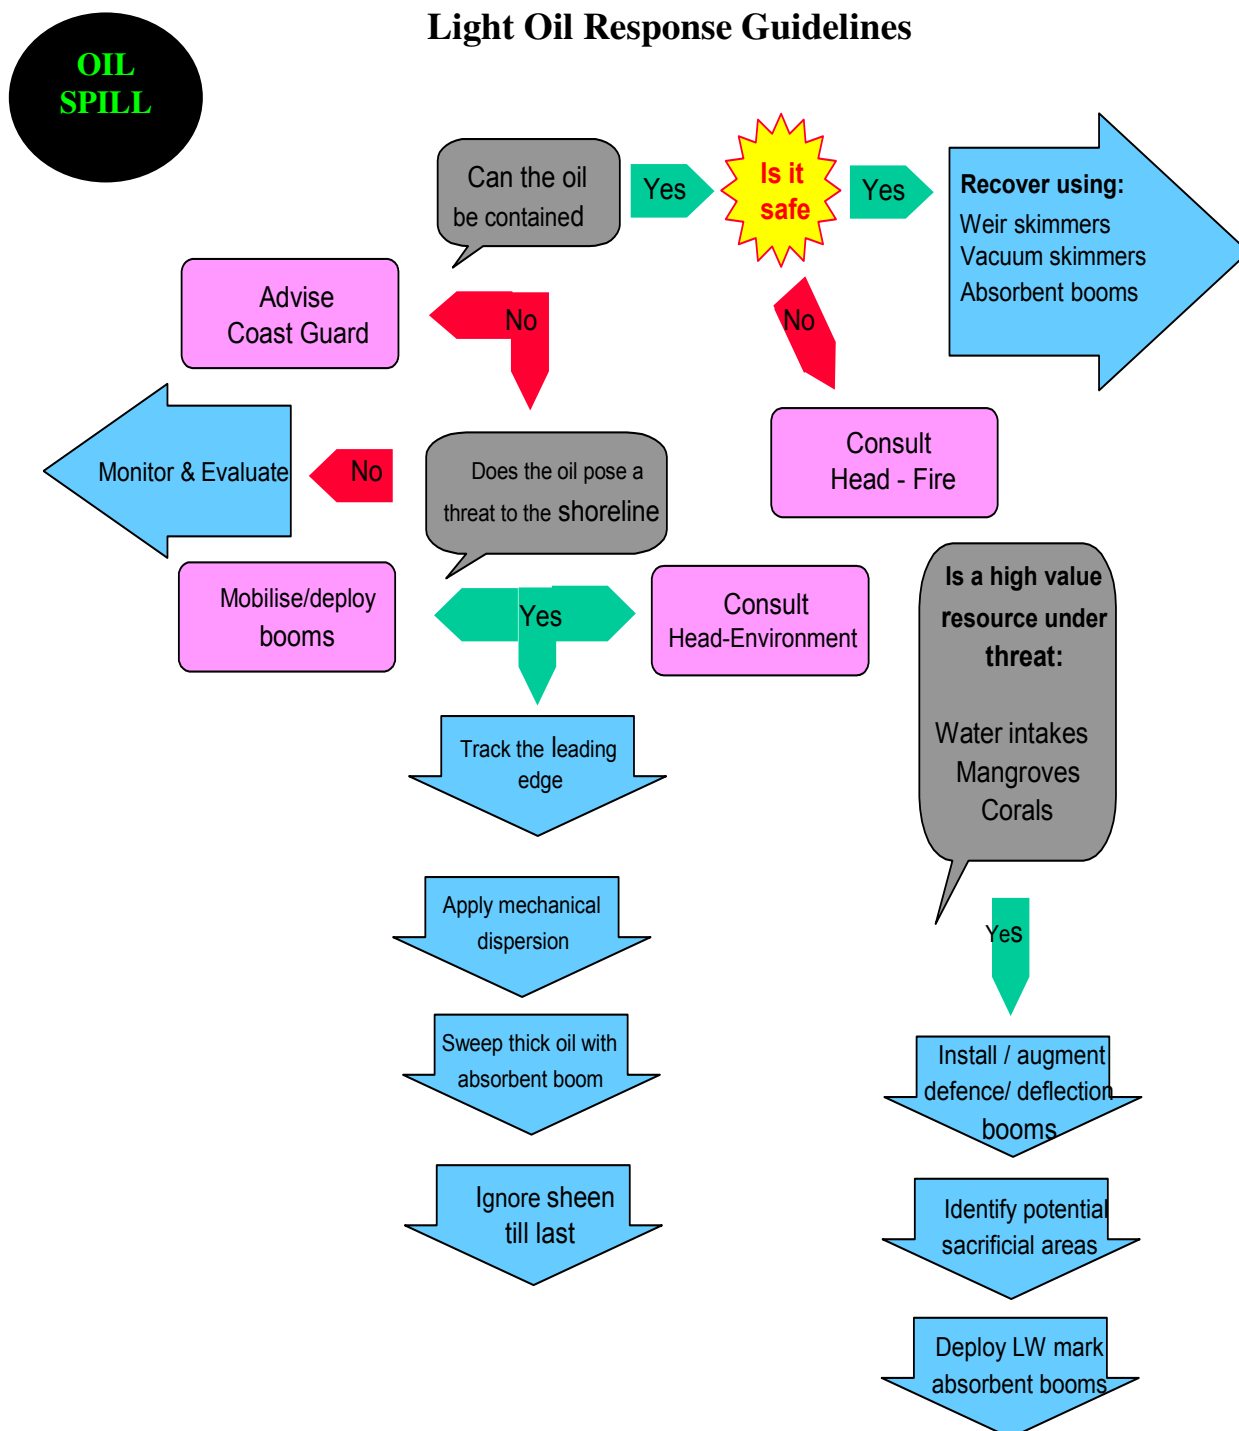 Light Oil Response Guidelines
OIL
SPILL
Can the oil
be contained
Yes
Is it
safe
Yes
Recover using:
Weir skimmers
Vacuum skimmers
Absorbent booms
Advise
Coast Guard
No
No
Monitor & Evaluate
No
Does the oil pose a
threat to the shoreline
Consult
Head - Fire
Mobilise/deploy
booms
Yes
Consult
Head-Environment
Is a high value
resource under
threat:
Water intakes
Mangroves
Corals
Track the leading
edge
Apply mechanical
dispersion
Yes
Sweep thick oil with
absorbent boom
Install / augment
defence/ deflection
booms
Ignore sheen
till last
Identify potential
sacrificial areas
Deploy LW mark
absorbent booms